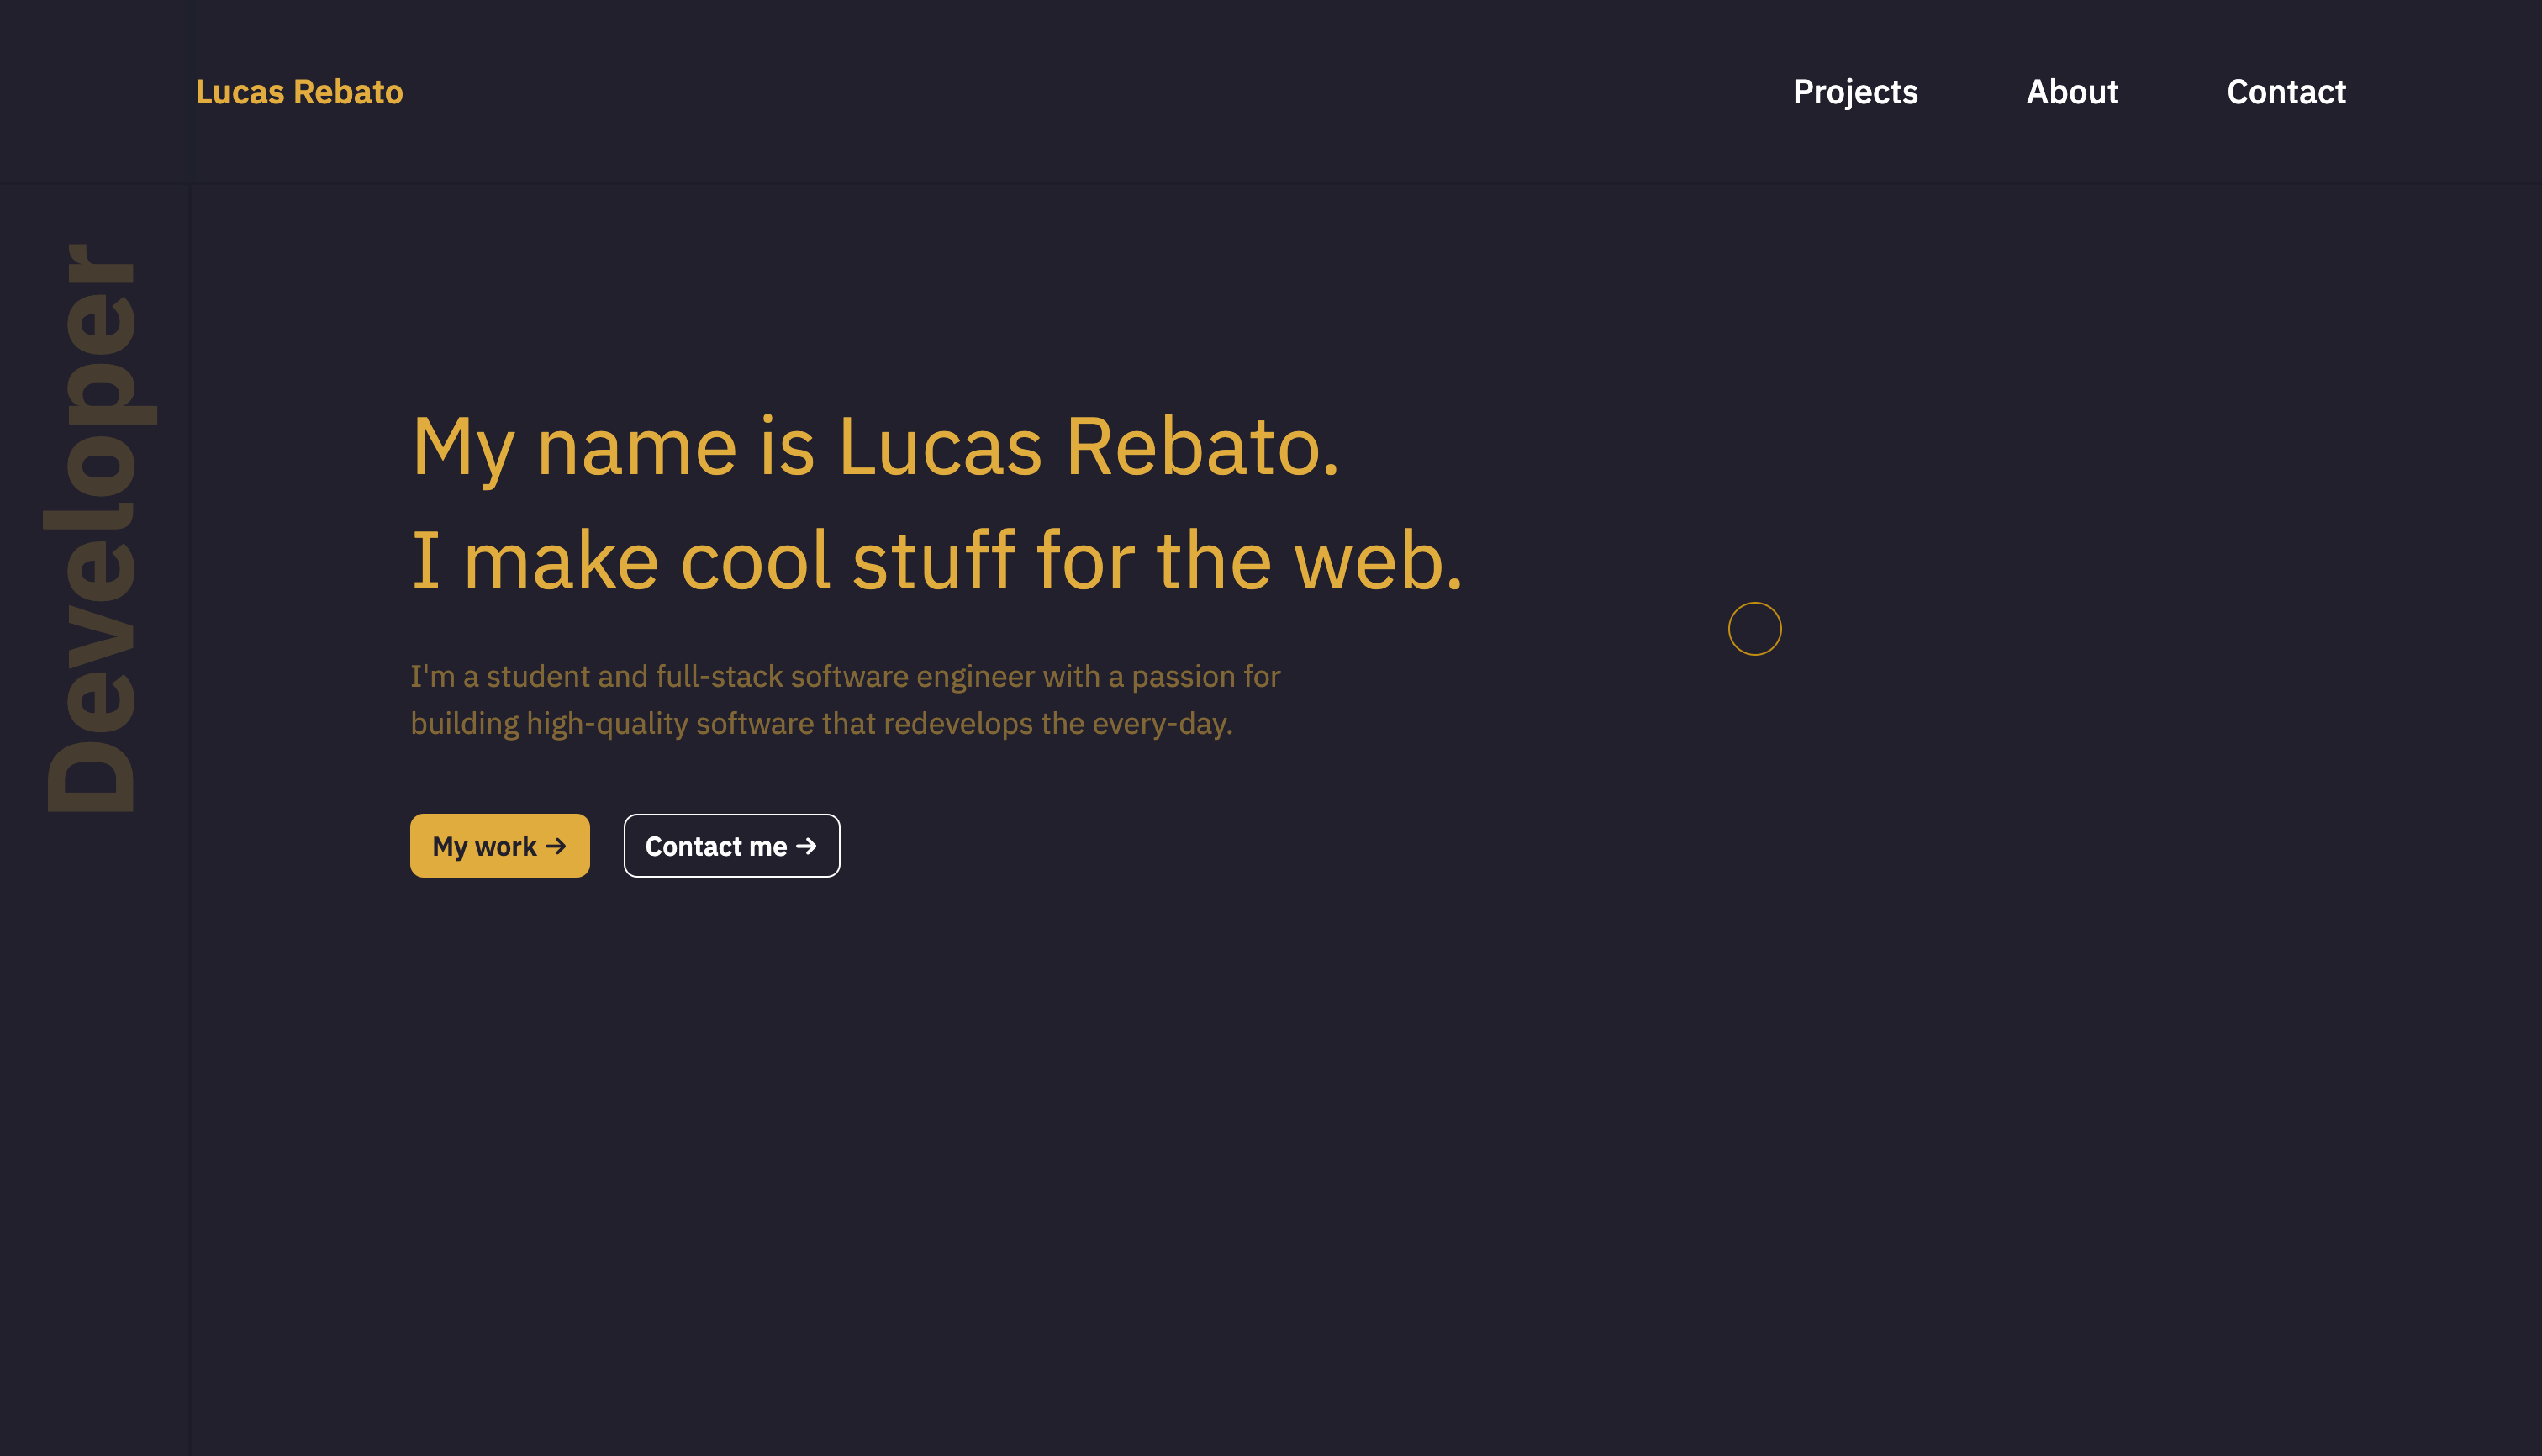 Lucas Rebato
Projects
About
Contact
Developer
My name is Lucas Rebato.
I make cool stuff for the web.
I'm a student and full-stack software engineer with a passion for
building high-quality software that redevelops the every-day.
My work →
Contact me →